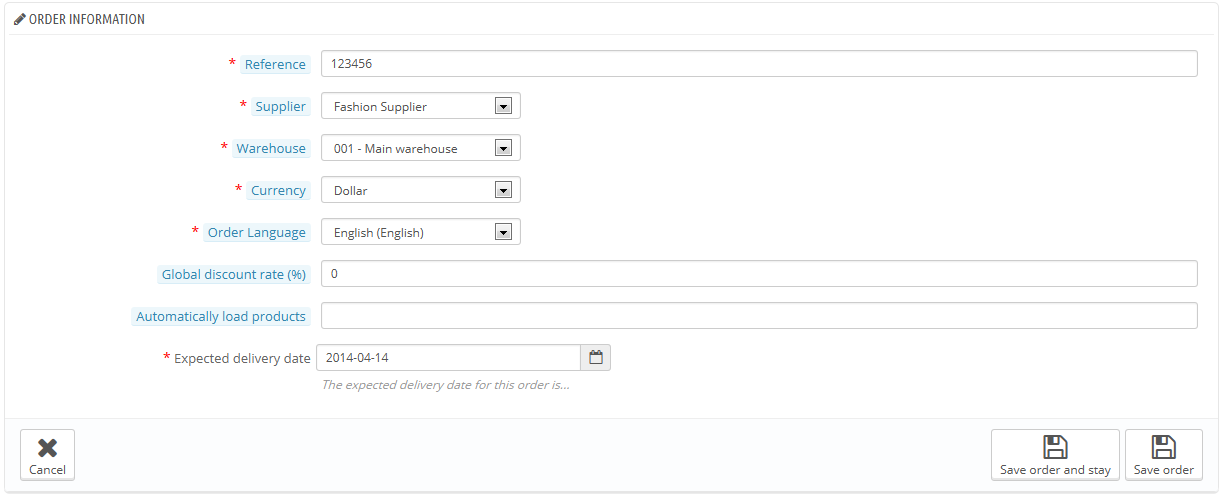 ORDER INFORMATION
* Reference 123456
* Supplier Fashion Supplier
* Warehouse 001 - Main warehouse
* Currency Dollar
* Order Language English (English)
Global discount rate (%) 0
Automatically load products
* Expected delivery date 2014-04-14
The expected delivery date for this order is...
Cancel Save order and stay Save order